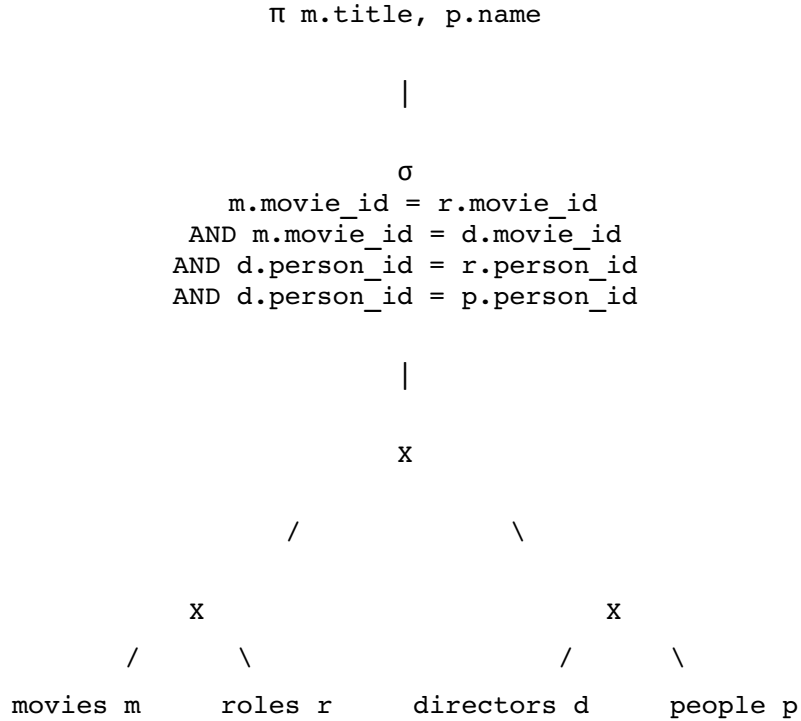 π m.title, p.name
|
σ
m.movie_id = r.movie_id
AND m.movie_id = d.movie_id
AND d.person_id = r.person_id
AND d.person_id = p.person_id
|
X
/ \
X X
/ \ / \
movies m roles r directors d people p